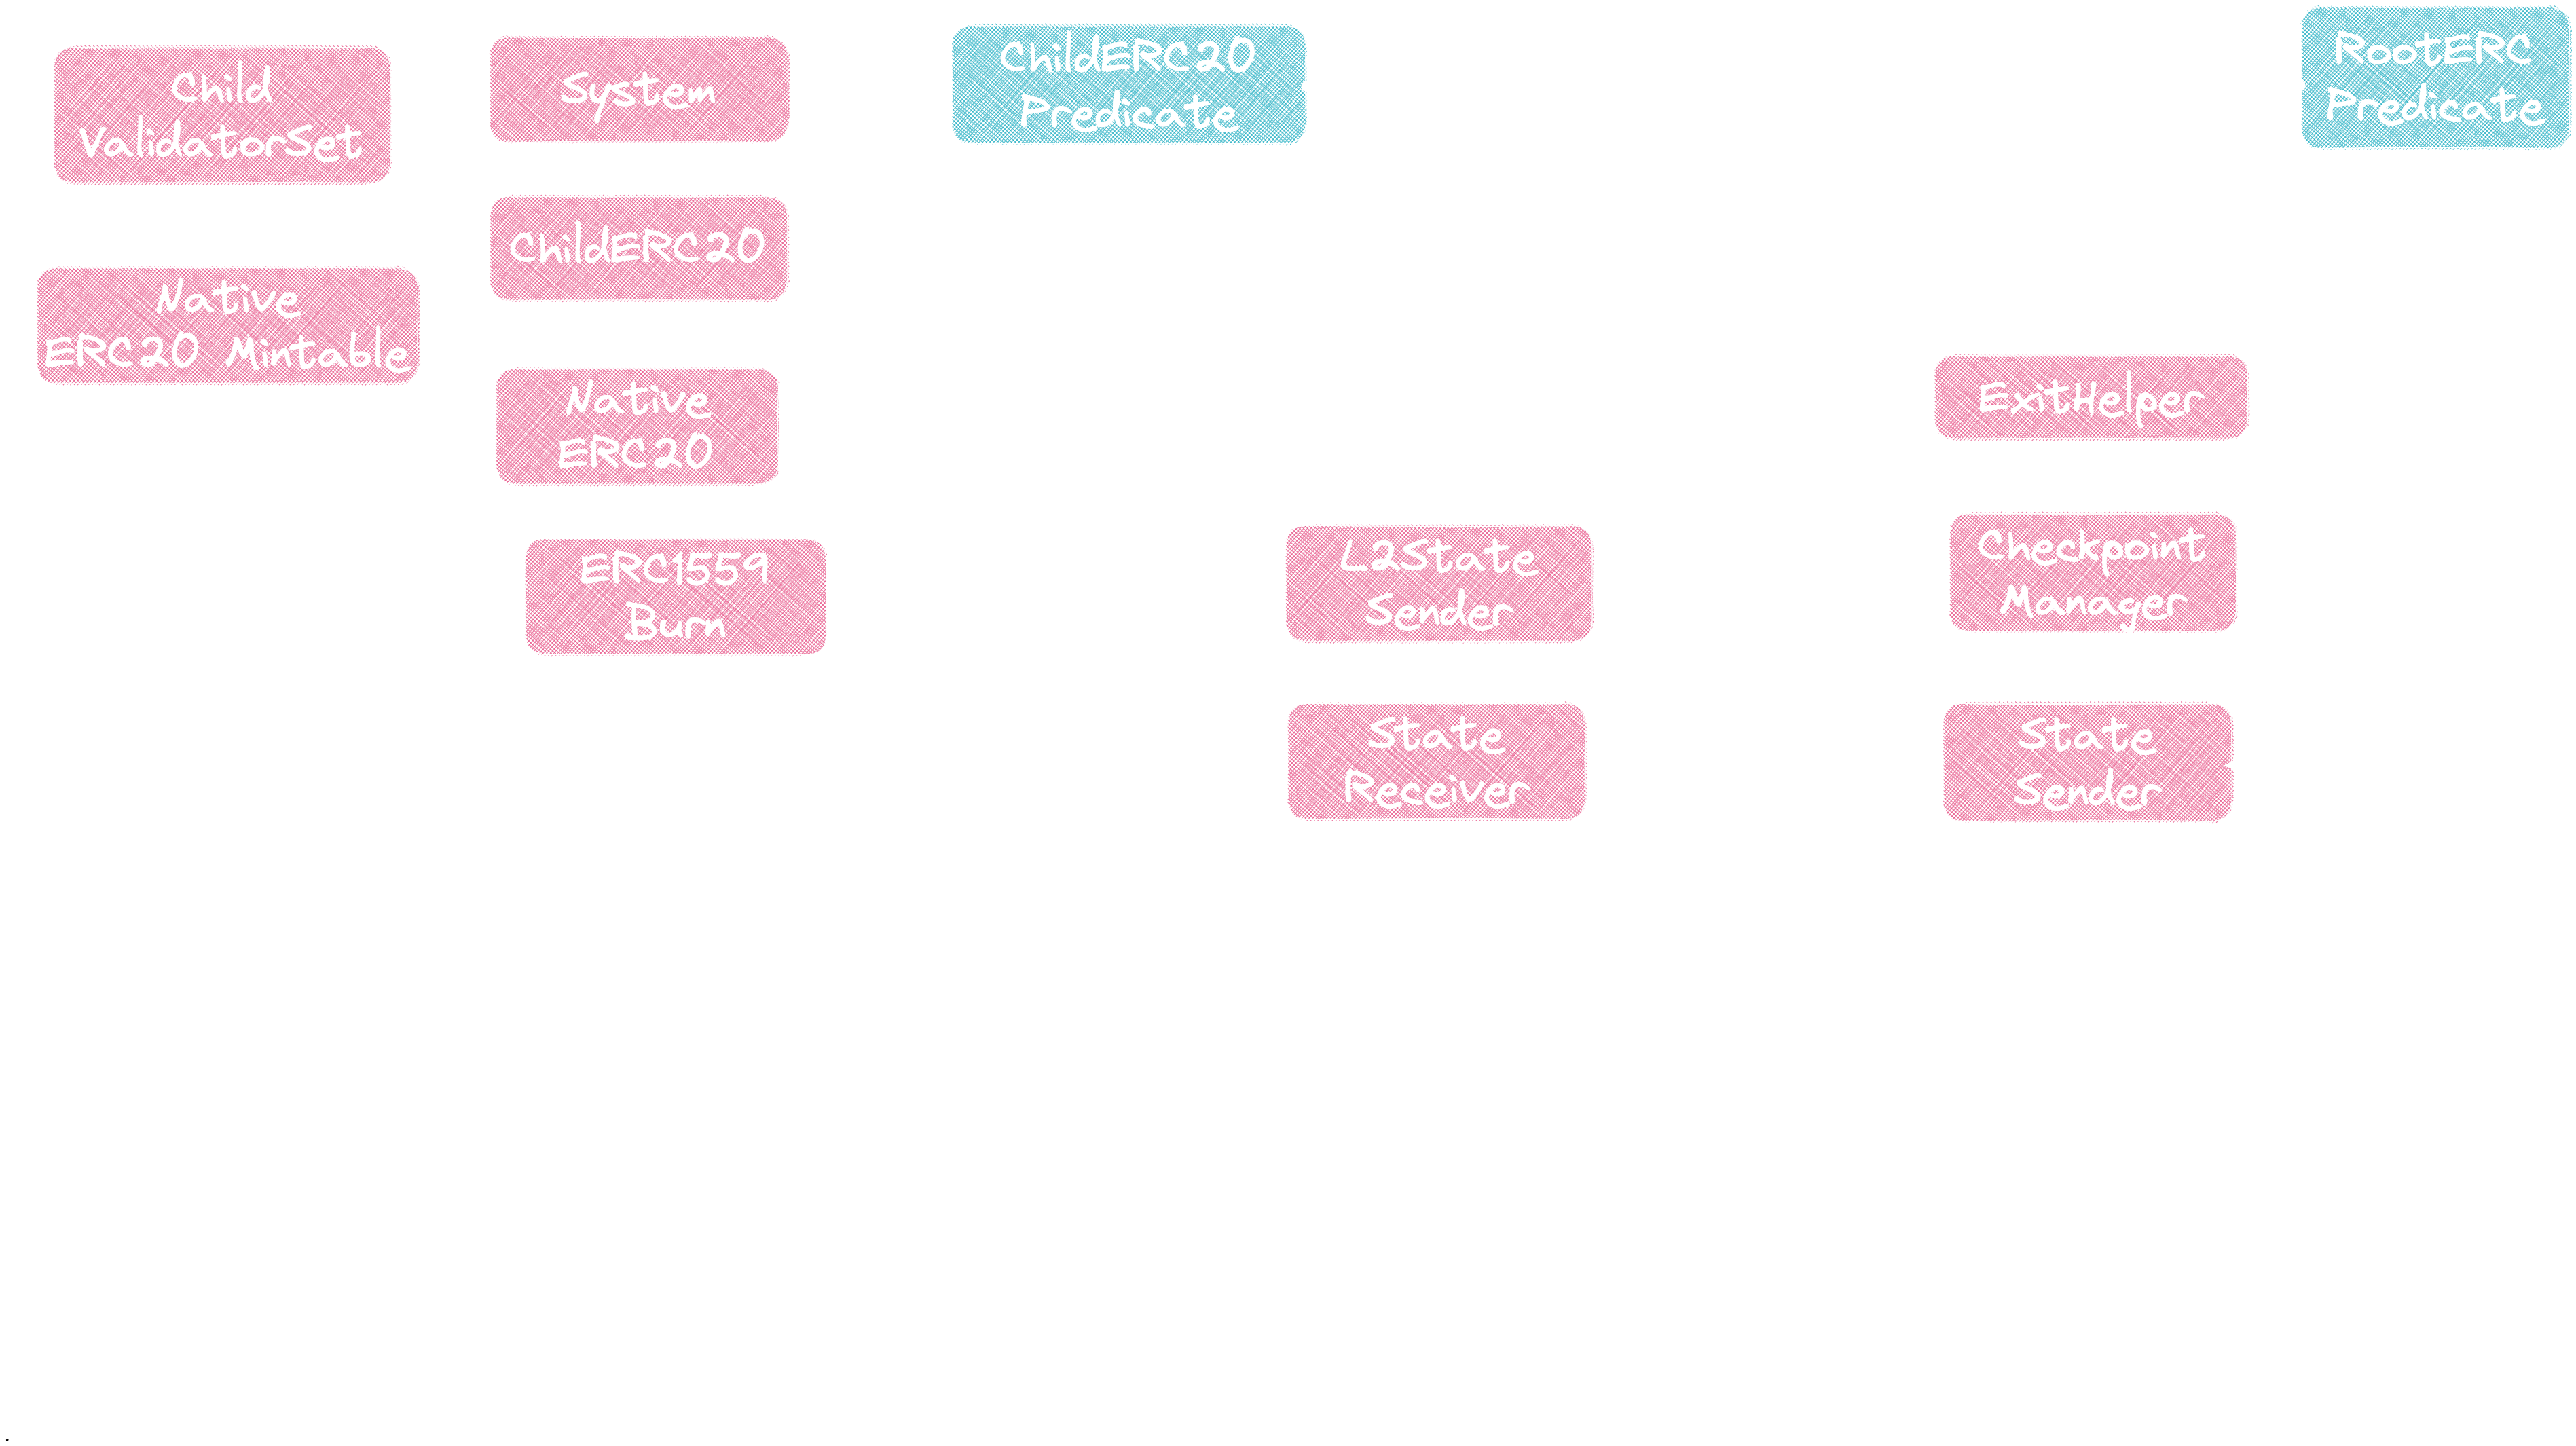 Child
ValidatorSet
System
ChildERC20
Predicate
RootERC
Predicate
ChildERC20
Native
ERC20 Mintable
Native
ERC20
ExitHelper
ERC1559
Burn
L2State
Sender
Checkpoint
Manager
State
Receiver
State
Sender
.